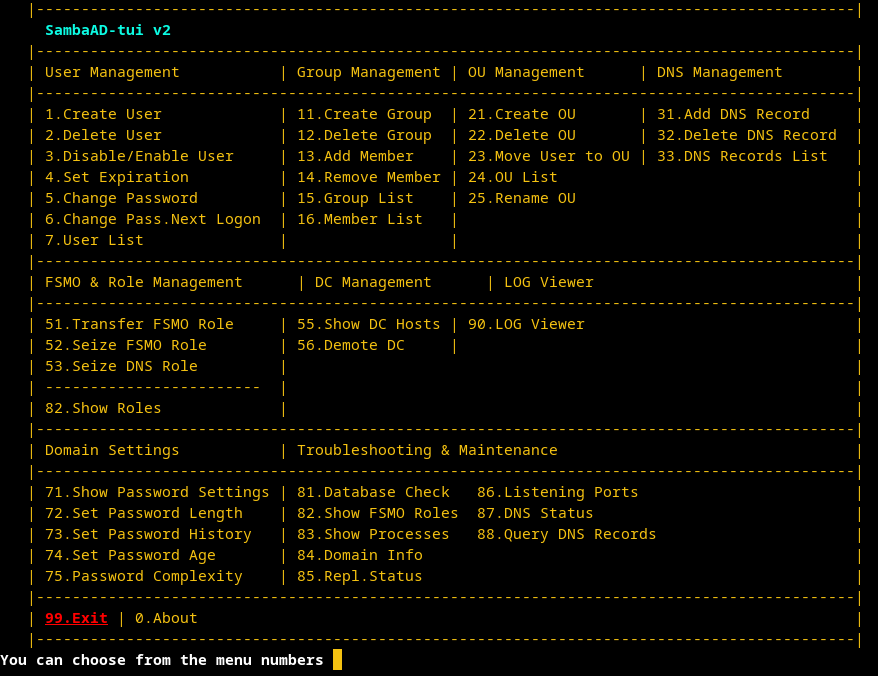 |-------------------------------------------------------------------------------------------|
  SambaAD-tui v2
|-------------------------------------------------------------------------------------------|
| User Management           | Group Management | OU Management      | DNS Management        |
|-------------------------------------------------------------------------------------------|
| 1.Create User             | 11.Create Group  | 21.Create OU       | 31.Add DNS Record     |
| 2.Delete User             | 12.Delete Group  | 22.Delete OU       | 32.Delete DNS Record  |
| 3.Disable/Enable User     | 13.Add Member    | 23.Move User to OU | 33.DNS Records List   |
| 4.Set Expiration          | 14.Remove Member | 24.OU List                                 |
| 5.Change Password         | 15.Group List    | 25.Rename OU                               |
| 6.Change Pass.Next Logon  | 16.Member List   |                                            |
| 7.User List               |                  |                                            |
|-------------------------------------------------------------------------------------------|
| FSMO & Role Management      | DC Management      | LOG Viewer                             |
|-------------------------------------------------------------------------------------------|
| 51.Transfer FSMO Role     | 55.Show DC Hosts | 90.LOG Viewer                              |
| 52.Seize FSMO Role        | 56.Demote DC     |                                            |
| 53.Seize DNS Role         |                                                               |
| ------------------------  |                                                               |
| 82.Show Roles             |                                                               |
|-------------------------------------------------------------------------------------------|
| Domain Settings           | Troubleshooting & Maintenance                                 |
|-------------------------------------------------------------------------------------------|
| 71.Show Password Settings | 81.Database Check   86.Listening Ports                        |
| 72.Set Password Length    | 82.Show FSMO Roles  87.DNS Status                             |
| 73.Set Password History   | 83.Show Processes   88.Query DNS Records                      |
| 74.Set Password Age       | 84.Domain Info                                                |
| 75.Password Complexity    | 85.Repl.Status                                                |
|-------------------------------------------------------------------------------------------|
| 99.Exit | 0.About                                                                         |
|-------------------------------------------------------------------------------------------|
You can choose from the menu numbers